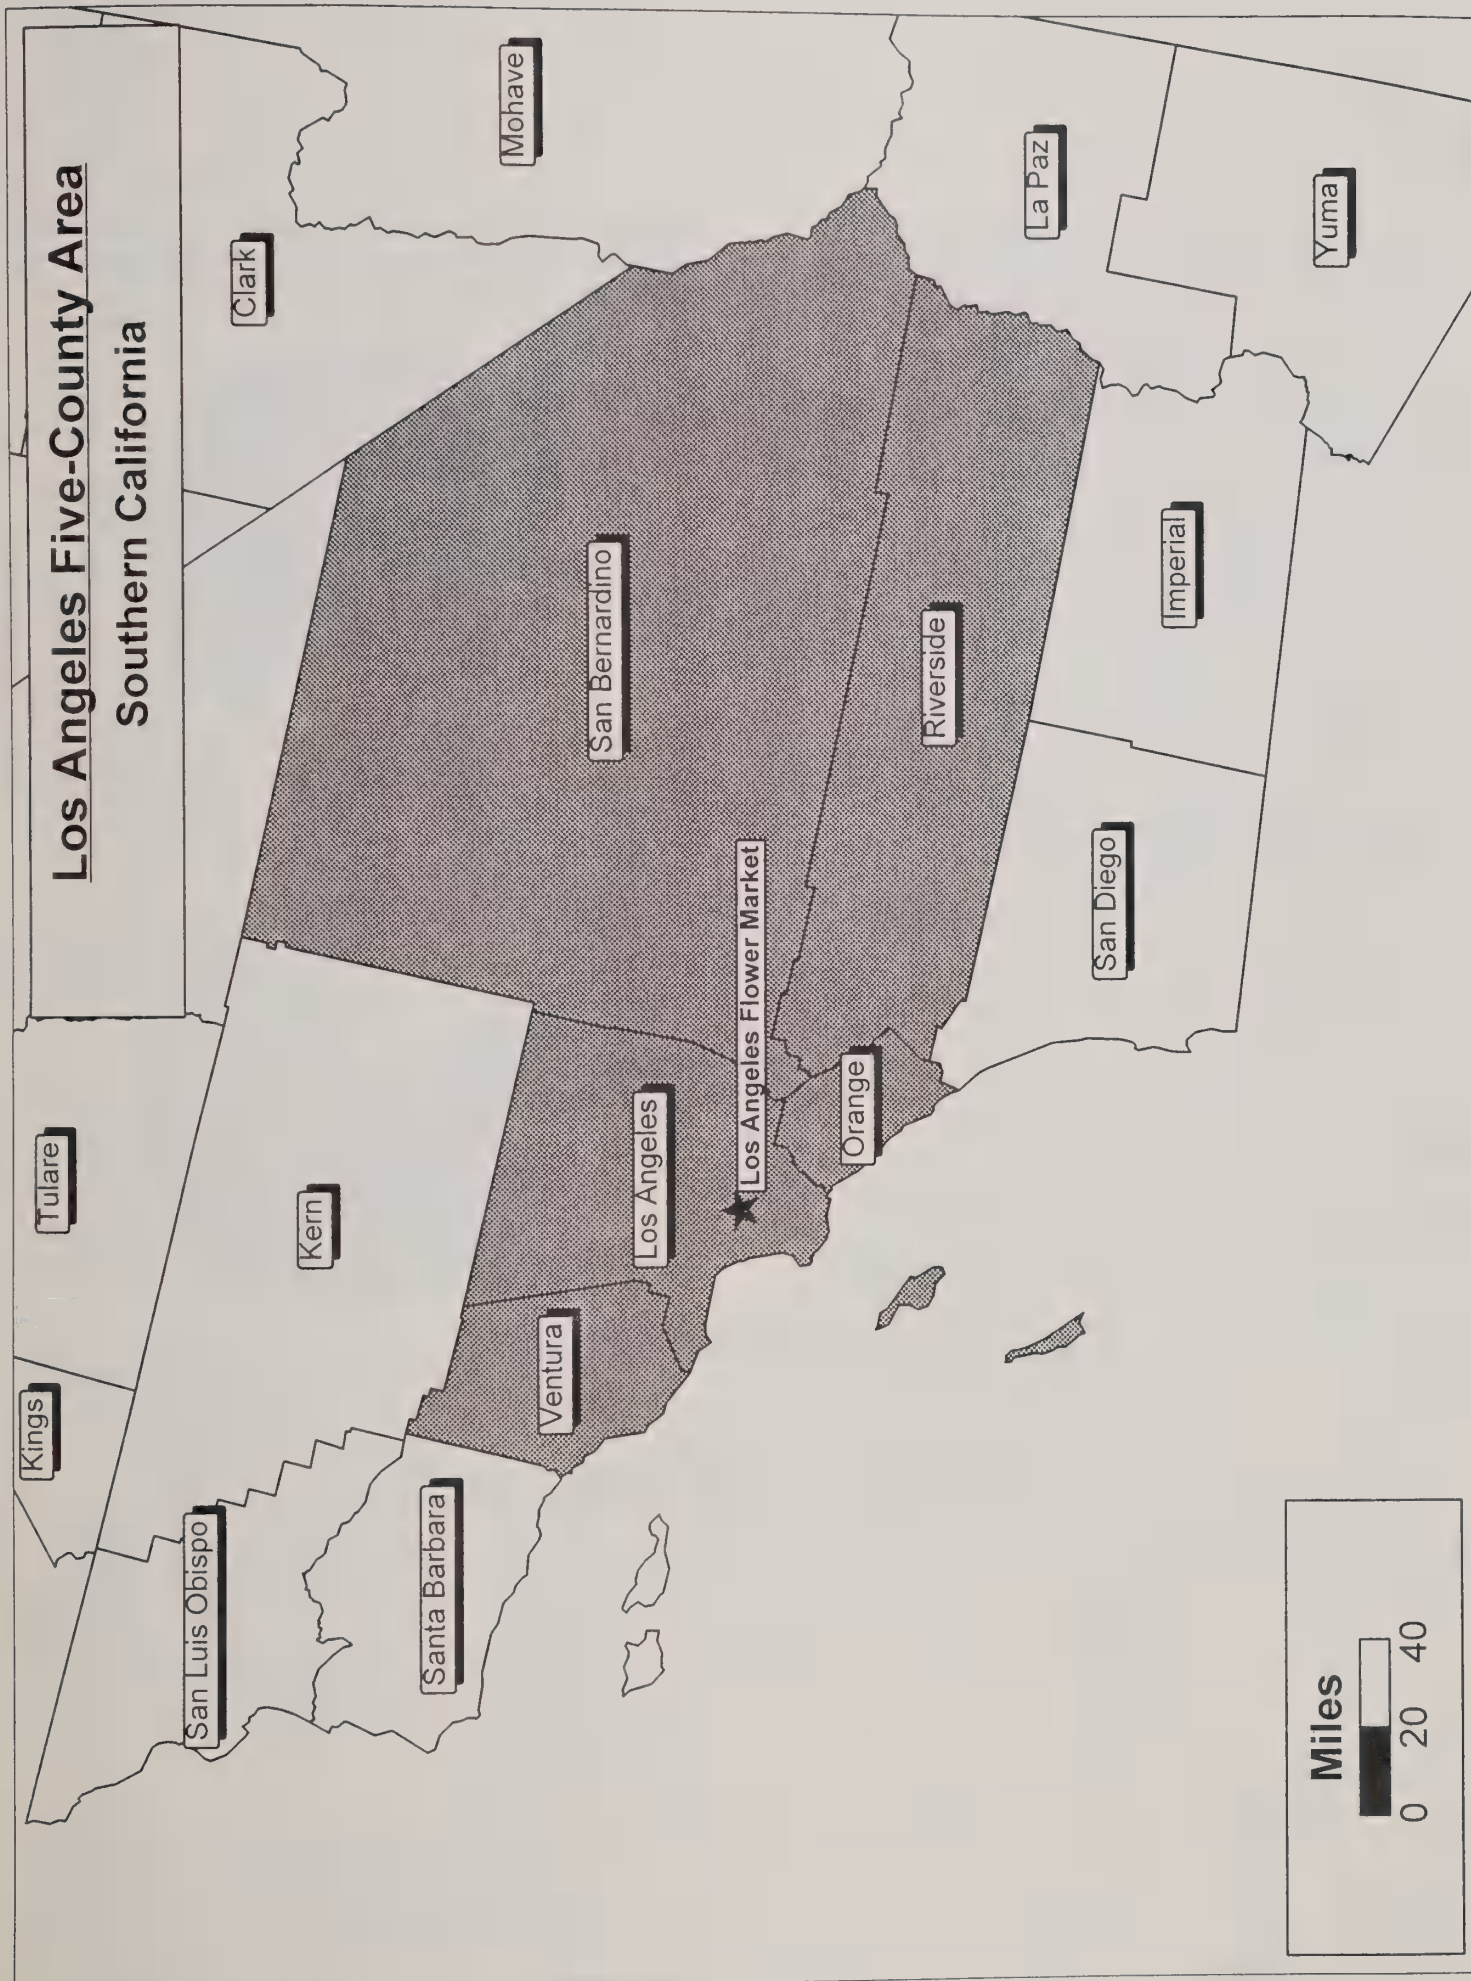 Los Angeles Five-County Area
Southern California
Tulare
Kings
Clark
Kern
San Luis Obispo
Mohave
Santa Barbara
Ventura
San Bernardino
Los Angeles
Los Angeles Flower Market
Orange
Riverside
La Paz
San Diego
Imperial
Yuma
Miles
0 20 40